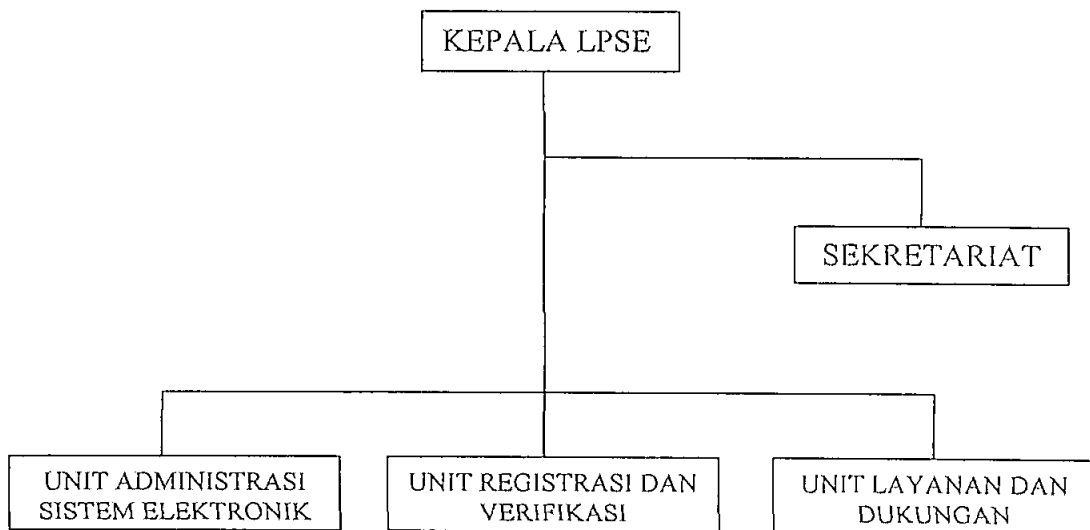 KEPALA LPSE
SEKRETARIAT
UNIT ADMINISTRASI
SISTEM ELEKTRONIK
UNIT REGISTRASI DAN
VERIFIKASI
UNIT LAYANAN DAN
DUKUNGAN